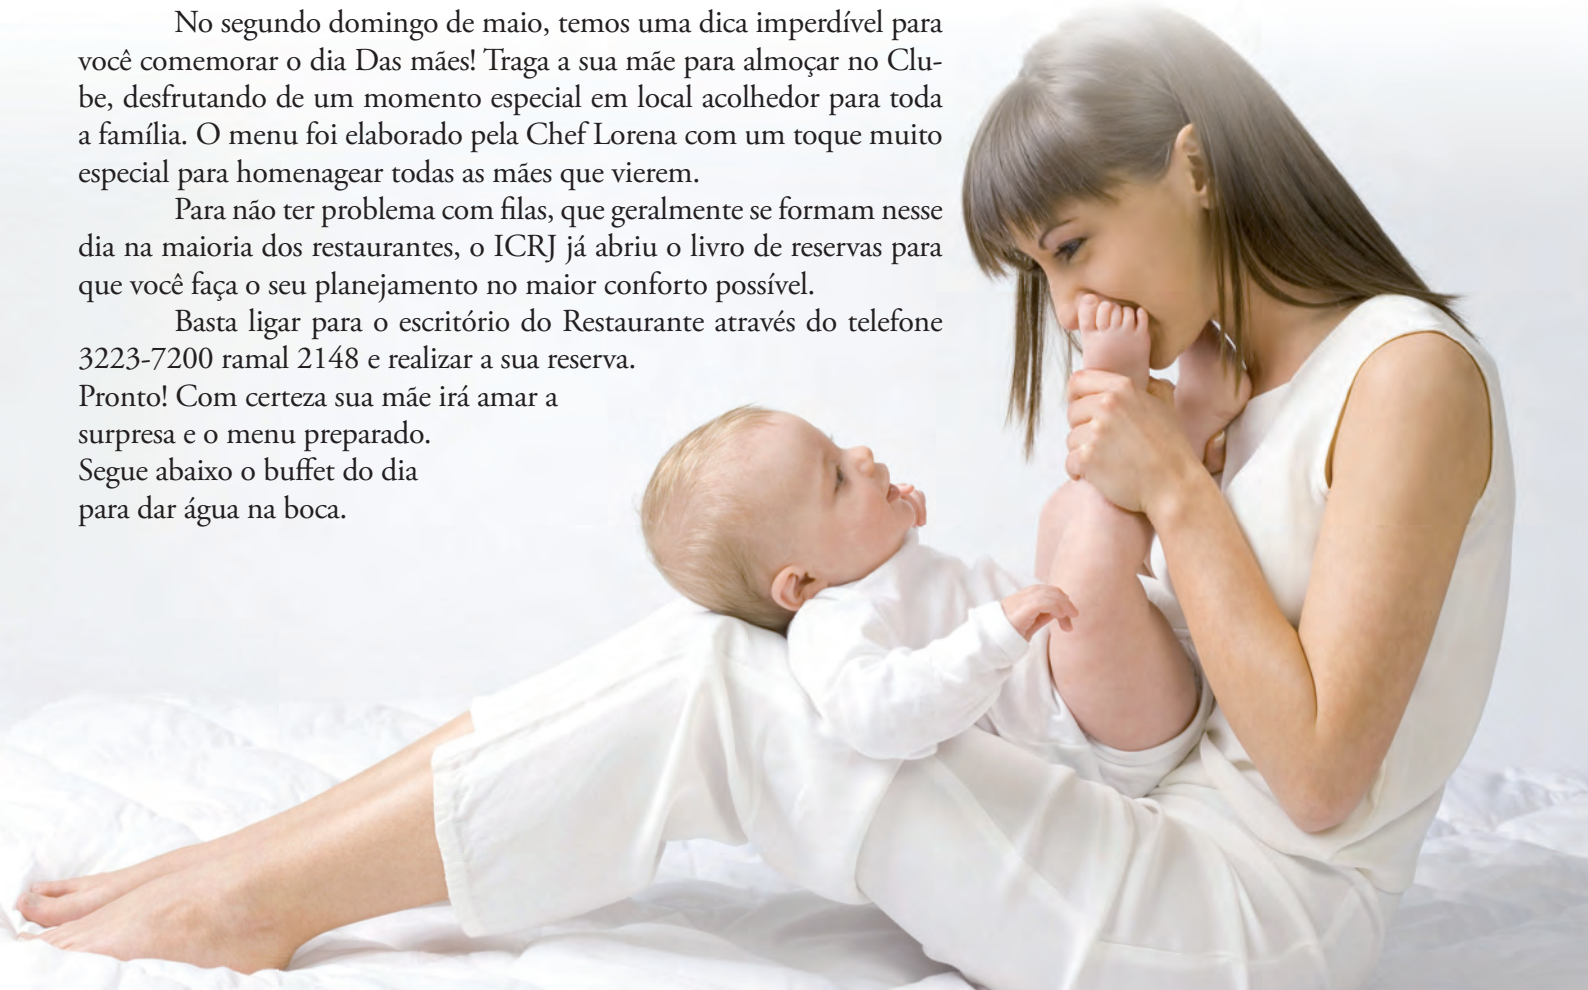 No segundo domingo de maio, temos uma dica imperdível para
você comemorar o dia Das mães! Traga a sua mãe para almoçar no Clu-
be, desfrutando de um momento especial em local acolhedor para toda
a família. O menu foi elaborado pela Chef Lorena com um toque muito
especial para homenagear todas as mães que vierem.
Para não ter problema com filas, que geralmente se formam nesse
dia na maioria dos restaurantes, o ICRJ já abriu o livro de reservas para
que você faça o seu planejamento no maior conforto possível.
Basta ligar para o escritório do Restaurante através do telefone
3223-7200 ramal 2148 e realizar a sua reserva.
Pronto! Com certeza sua mãe irá amar a
surpresa e o menu preparado.
Segue abaixo o buffet do dia
para dar água na boca.